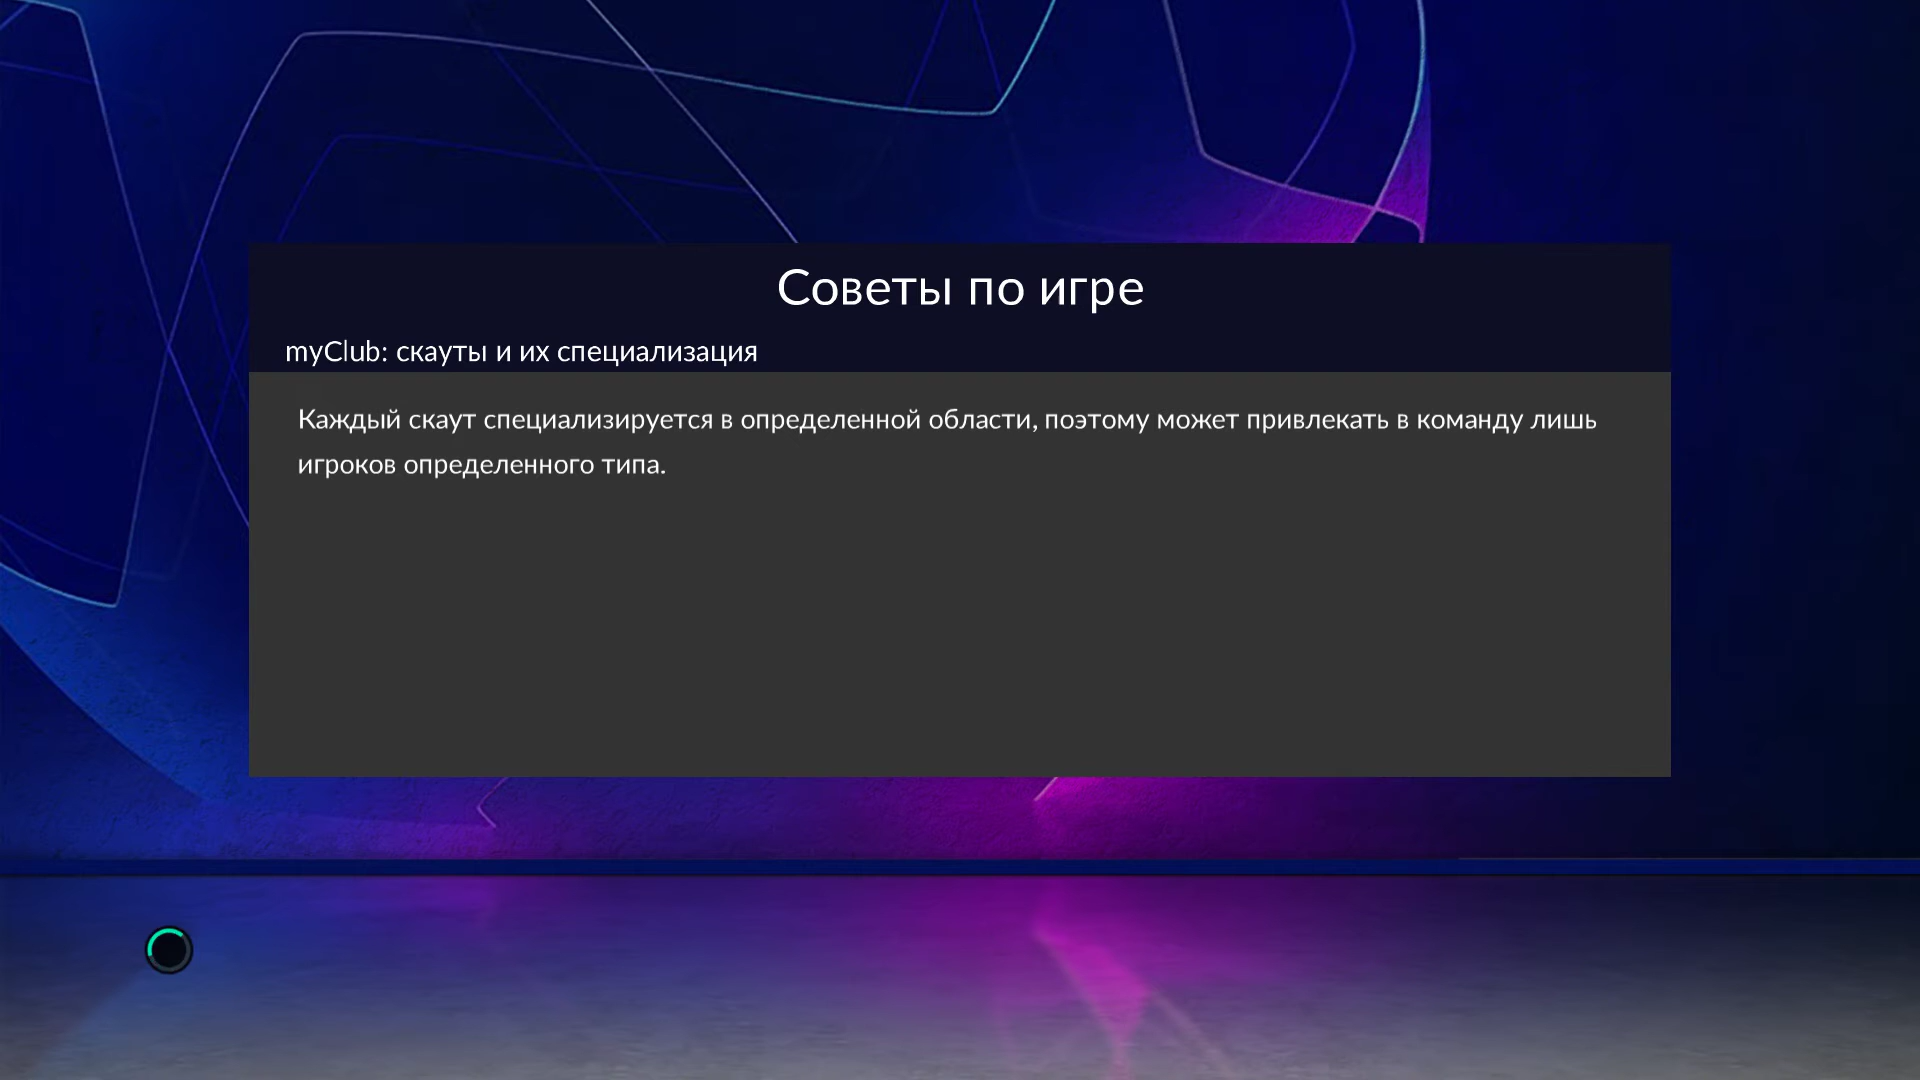 Советы по игре
myClub: скауты и их специализация
Каждый скаут специализируется в определенной области, поэтому может привлекать в команду лишь
игроков определенного типа.